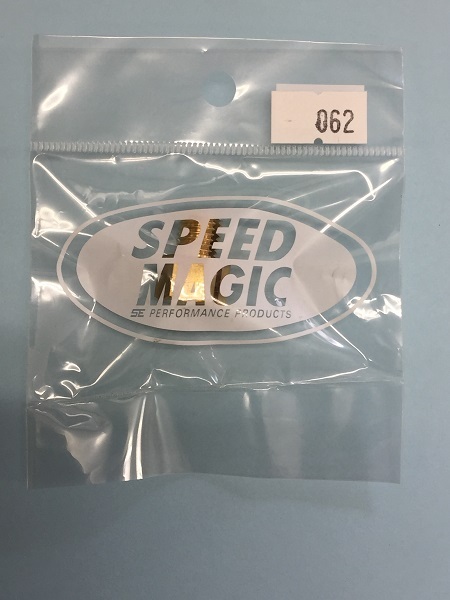 062
SPEED
MAGIC
SE PERFORMANCE PRODUCTS